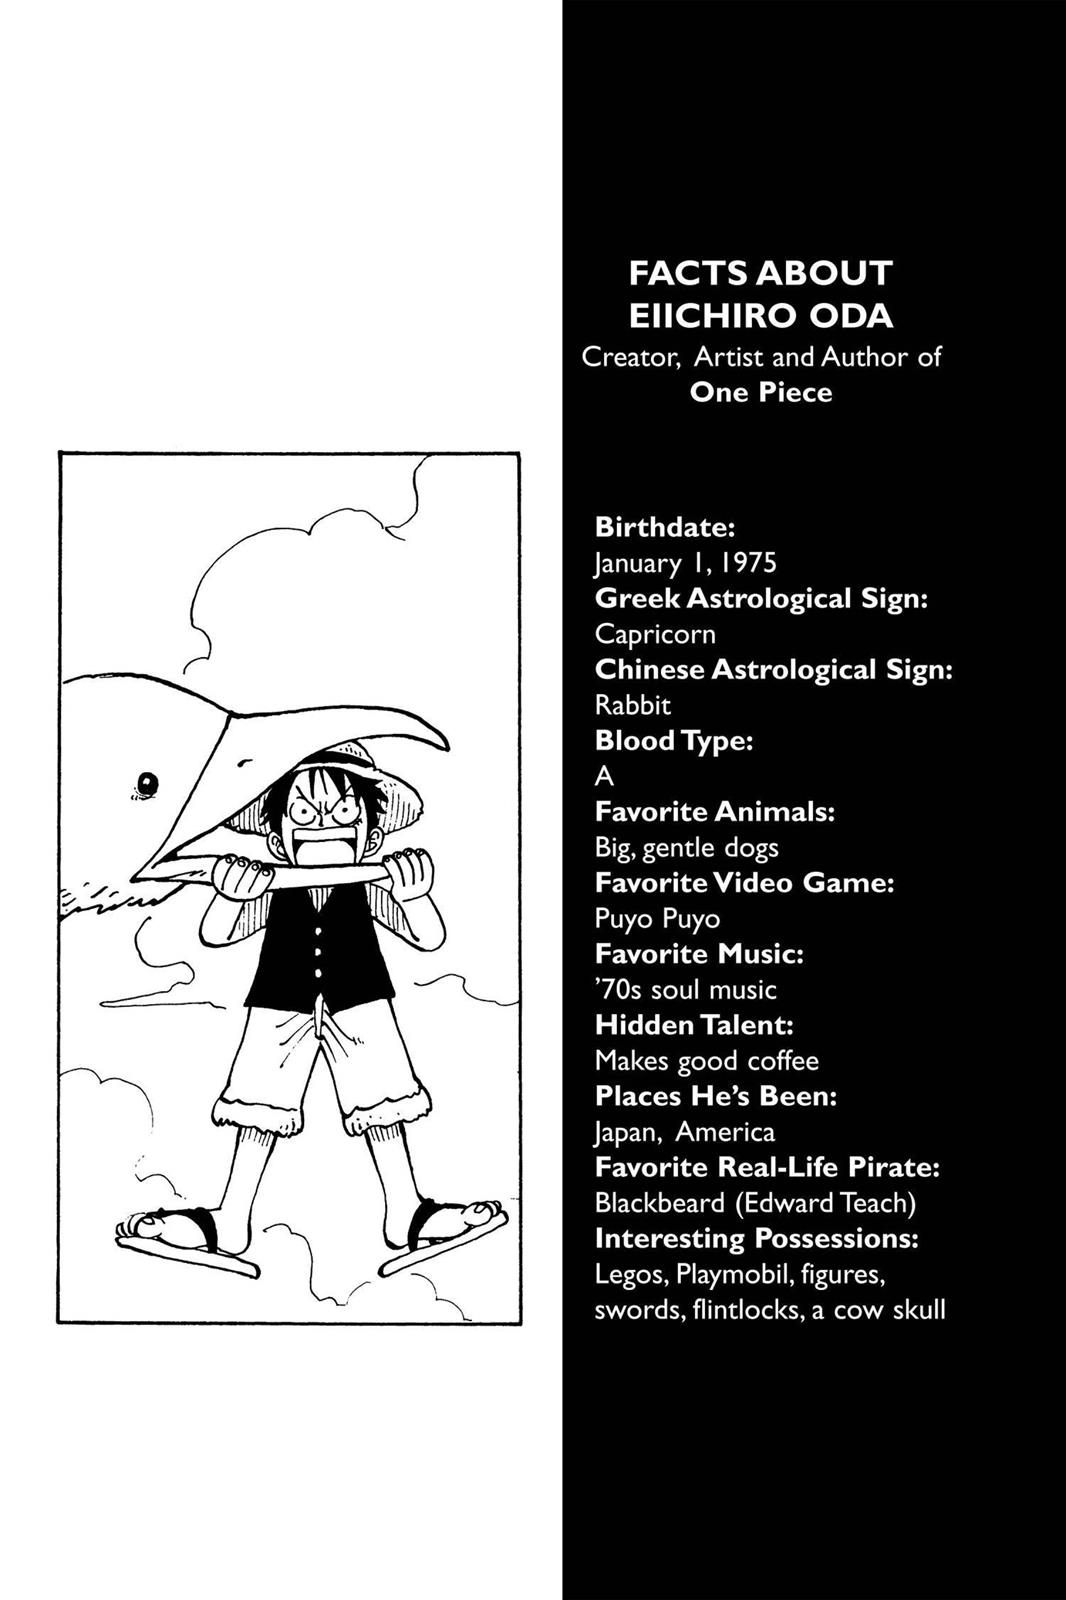 FACTS ABOUT
EIICHIRO ODA
Creator, Artist and Author of
One Piece
Birthdate:
January 1, 1975
Greek Astrological Sign:
Capricorn
Chinese Astrological Sign:
Rabbit
Blood Type:
A
Favorite Animals:
Big, gentle dogs
Favorite Video Game:
Puyo Puyo
Favorite Music:
’70s soul music
Hidden Talent:
Makes good coffee
Places He’s Been:
Japan, America
Favorite Real-Life Pirate:
Blackbeard (Edward Teach)
Interesting Possessions:
Legos, Playmobil, figures,
swords, flintlocks, a cow skull